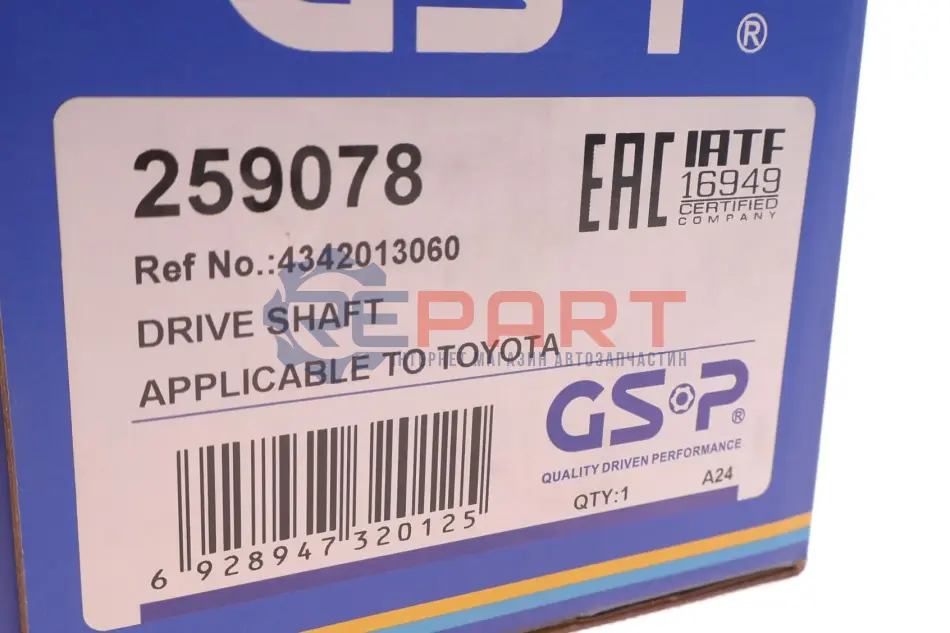 GSP®
259078
EAC
IATF
16949
CERTIFIED
COMPANY
Ref No.:4342013060
DRIVE SHAFT
REPART
ІНТЕРНЕТ МАГАЗИН АВТОЗАПЧАСТИН
APPLICABLE TO TOYOTA
GSP®
QUALITY DRIVEN PERFORMANCE
QTY:1
A24
6 928947 320125